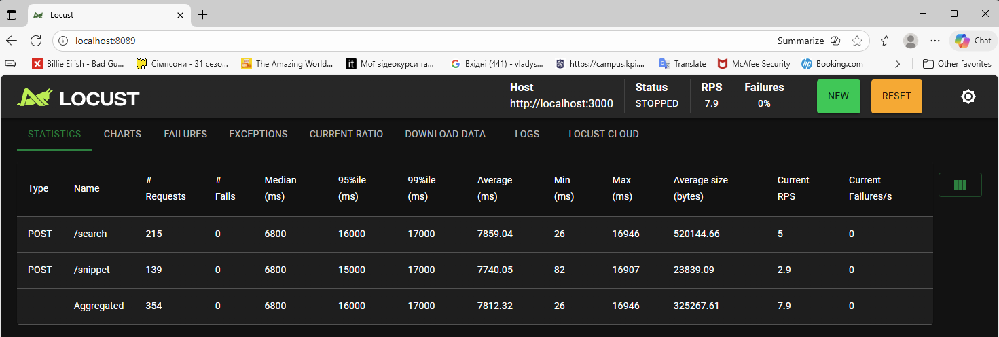 Locust
localhost:8089
Summarize
Chat
Billie Eilish - Bad Gu...
Сімпсони - 31 сезо...
The Amazing World...
it
Мої відеокурси та...
Вхідні (441) - vladys...
https://campus.kpi....
Translate
McAfee Security
Booking.com
Other favorites
LOCUST
Host
http://localhost:3000
Status
STOPPED
RPS
7.9
Failures
0%
NEW
RESET
STATISTICS CHARTS FAILURES EXCEPTIONS CURRENT RATIO DOWNLOAD DATA LOGS LOCUST CLOUD
Type
Name
# Requests
# Fails
Median (ms)
95%ile (ms)
99%ile (ms)
Average (ms)
Min (ms)
Max (ms)
Average size (bytes)
Current RPS
Current Failures/s
POST /search 215 0 6800 16000 17000 7859.04 26 16946 520144.66 5 0
POST /snippet 139 0 6800 15000 17000 7740.05 82 16907 23839.09 2.9 0
Aggregated 354 0 6800 16000 17000 7812.32 26 16946 325267.61 7.9 0